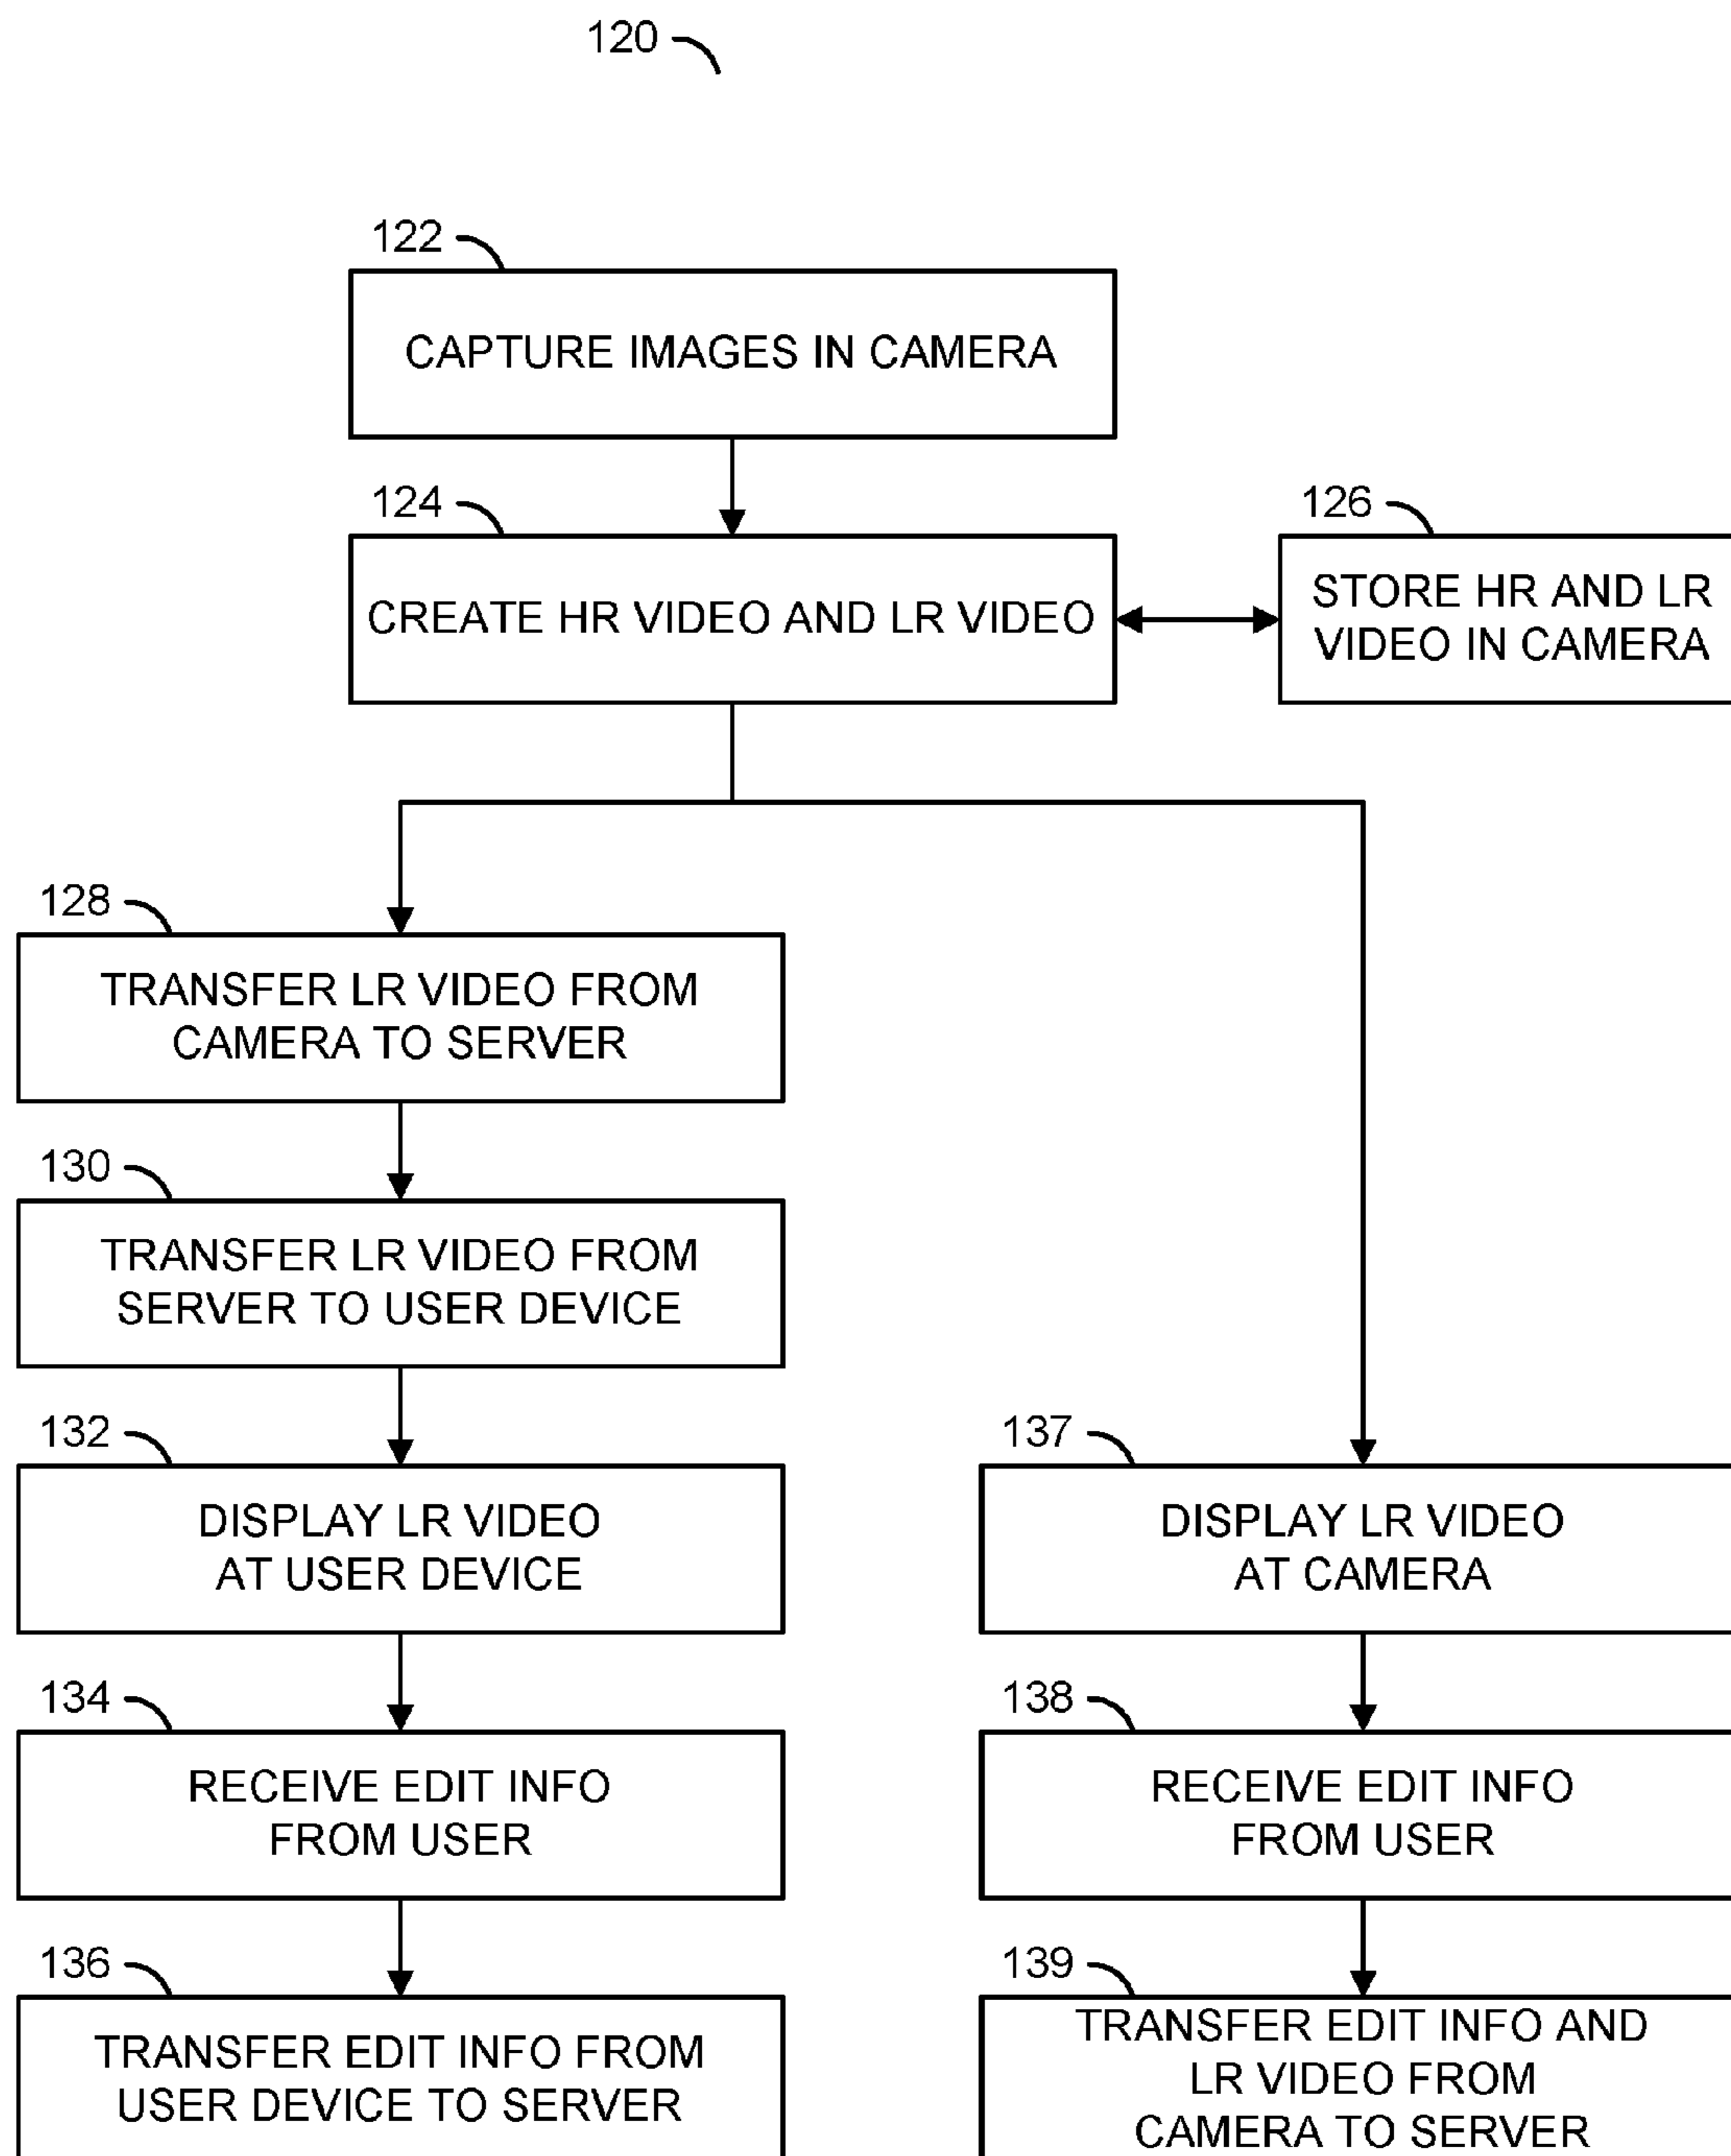 120
122
CAPTURE IMAGES IN CAMERA
124
CREATE HR VIDEO AND LR VIDEO
126
STORE HR AND LR
VIDEO IN CAMERA
128
TRANSFER LR VIDEO FROM
CAMERA TO SERVER
130
TRANSFER LR VIDEO FROM
SERVER TO USER DEVICE
132
DISPLAY LR VIDEO
AT USER DEVICE
134
RECEIVE EDIT INFO
FROM USER
136
TRANSFER EDIT INFO FROM
USER DEVICE TO SERVER
137
DISPLAY LR VIDEO
AT CAMERA
138
RECEIVE EDIT INFO
FROM USER
139
TRANSFER EDIT INFO AND
LR VIDEO FROM
CAMERA TO SERVER